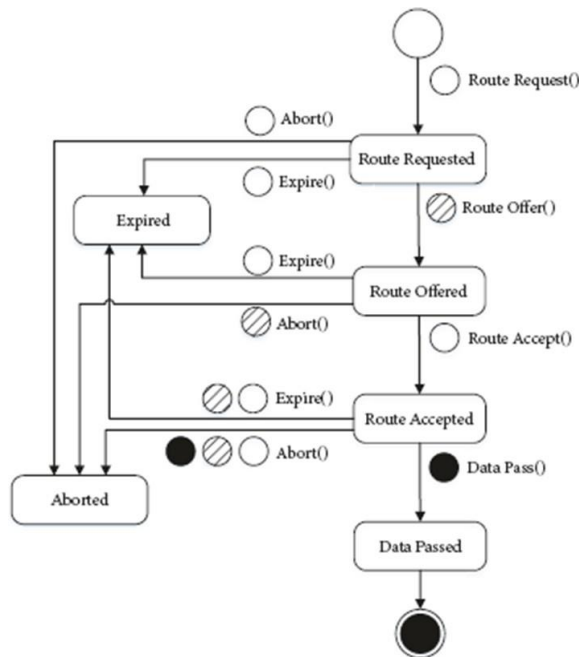 Route Request()
Abort()
Route Requested
Expire()
Expired
Route Offer()
Expire()
Route Offered
Abort()
Route Accept()
Expire()
Route Accepted
Abort()
Data Pass()
Aborted
Data Passed